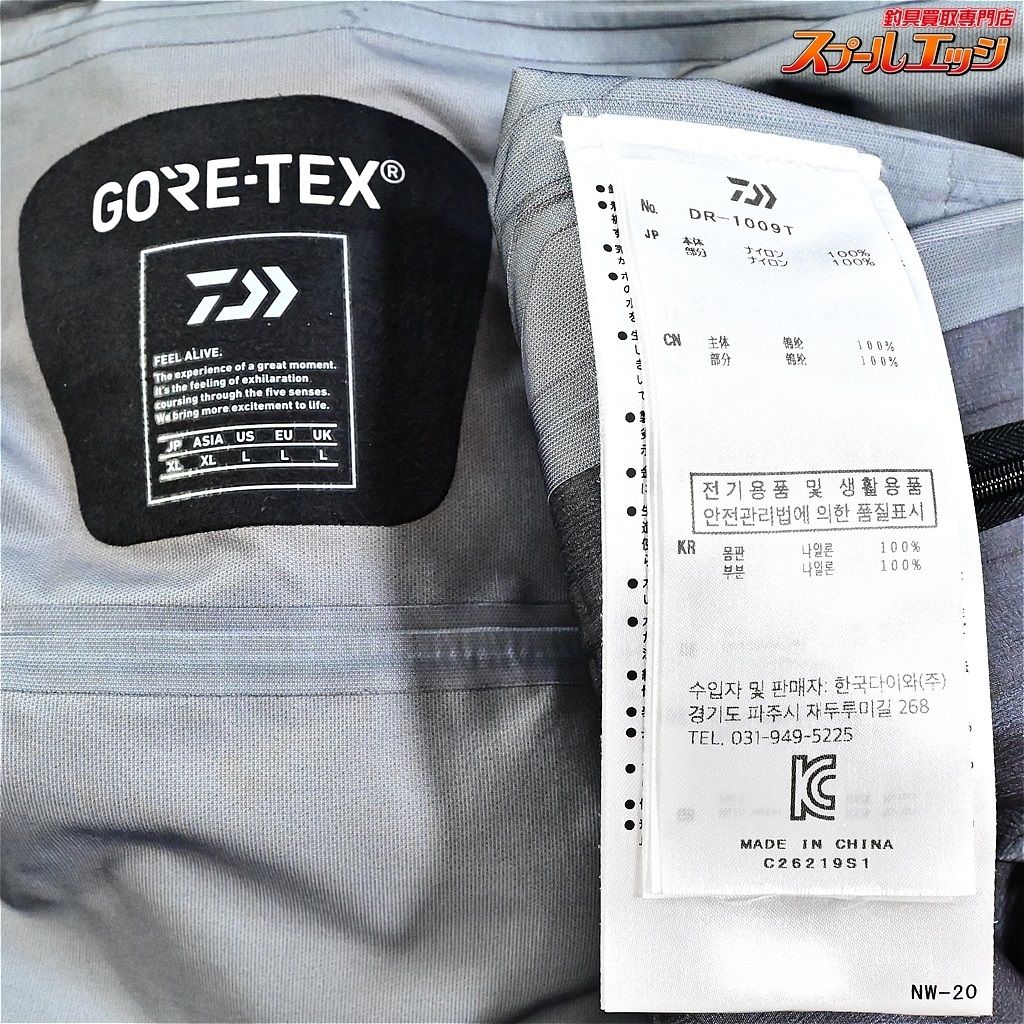 釣具買取専門店
スプールエッジ
GORE-TEX®
FEEL ALIVE.
The experience of a great moment.
It's the feeling of exhilaration
coursing through the five senses.
We bring more excitement to life.
JP ASIA US EU UK
XL XL L L L
No. DR-1009T
JP 本体 ナイロン 100%
部分 ナイロン 100%
CN 主体 锦纶 100%
部分 锦纶 100%
전기용품 및 생활용품
안전관리법에 의한 품질표시
KR 몸판 나일론 100%
부분 나일론 100%
수입자 및 판매자: 한국다이와(주)
경기도 파주시 재두루미길 268
TEL. 031-949-5225
MADE IN CHINA
C26219S1
NW-20